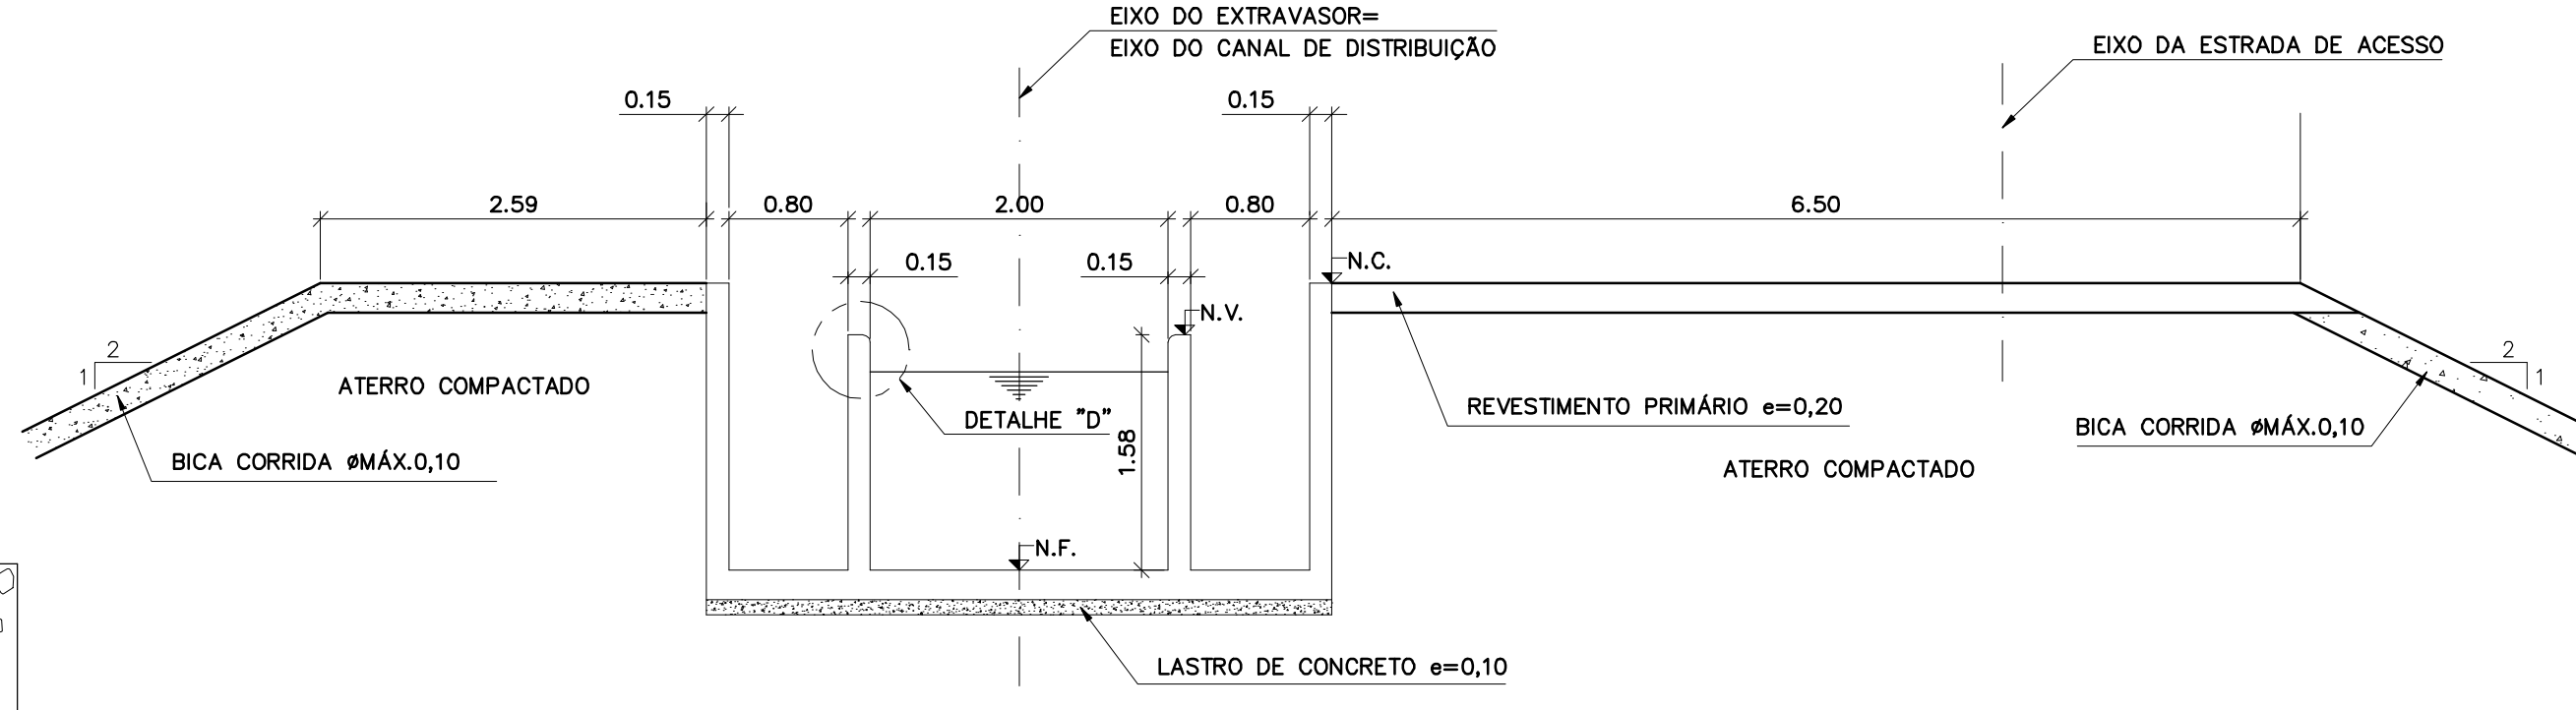 EIXO DO EXTRAVASOR=
EIXO DO CANAL DE DISTRIBUIÇÃO
EIXO DA ESTRADA DE ACESSO
0.15
0.15
2.59
0.80
2.00
0.80
6.50
0.15
0.15
N.C.
N.V.
2
1
2
1
ATERRO COMPACTADO
DETALHE "D"
1.58
REVESTIMENTO PRIMÁRIO e=0,20
BICA CORRIDA øMÁX.0,10
BICA CORRIDA øMÁX.0,10
ATERRO COMPACTADO
N.F.
LASTRO DE CONCRETO e=0,10